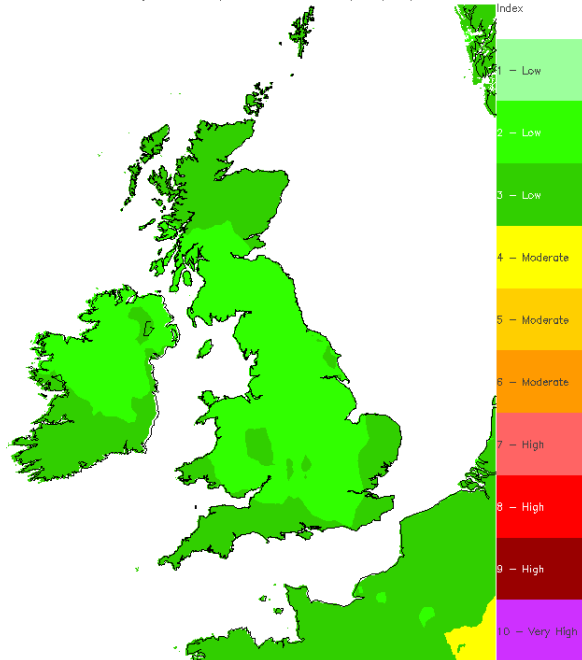 Index
1 - Low
2 - Low
3 - Low
4 - Moderate
5 - Moderate
6 - Moderate
7 - High
8 - High
9 - High
10 - Very High